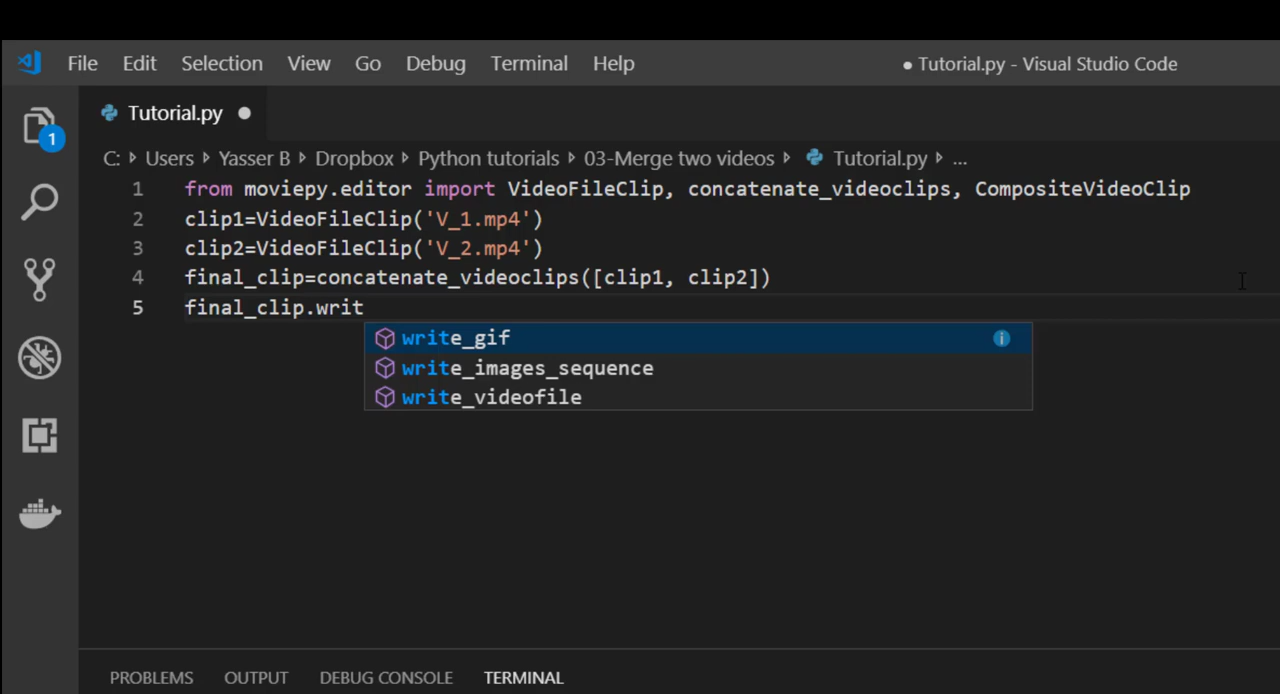 File Edit Selection View Go Debug Terminal Help ● Tutorial.py - Visual Studio Code
1
Tutorial.py
C: Users Yasser B Dropbox Python tutorials 03-Merge two videos Tutorial.py ...
1 from moviepy.editor import VideoFileClip, concatenate_videoclips, CompositeVideoClip
2 clip1=VideoFileClip('V_1.mp4')
3 clip2=VideoFileClip('V_2.mp4')
4 final_clip=concatenate_videoclips([clip1, clip2])
5 final_clip.writ
write_gif
write_images_sequence
write_videofile
PROBLEMS OUTPUT DEBUG CONSOLE TERMINAL